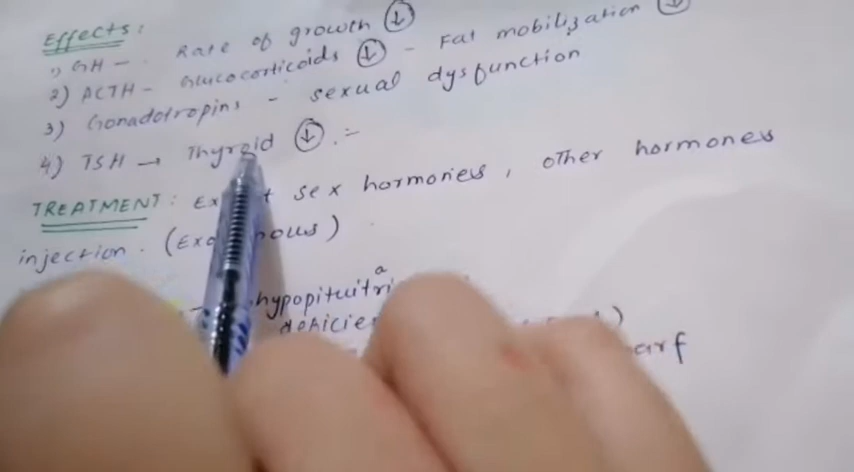 Effects:
1) GH - Rate of growth ↓
2) ACTH - Glucocorticoids ↓ - Fat mobilization ↓
3) Gonadotropins - sexual dysfunction
4) TSH → Thyroid ↓ :-
TREATMENT: sex hormones, other hormones
injection. (
hypopituitri a
arf